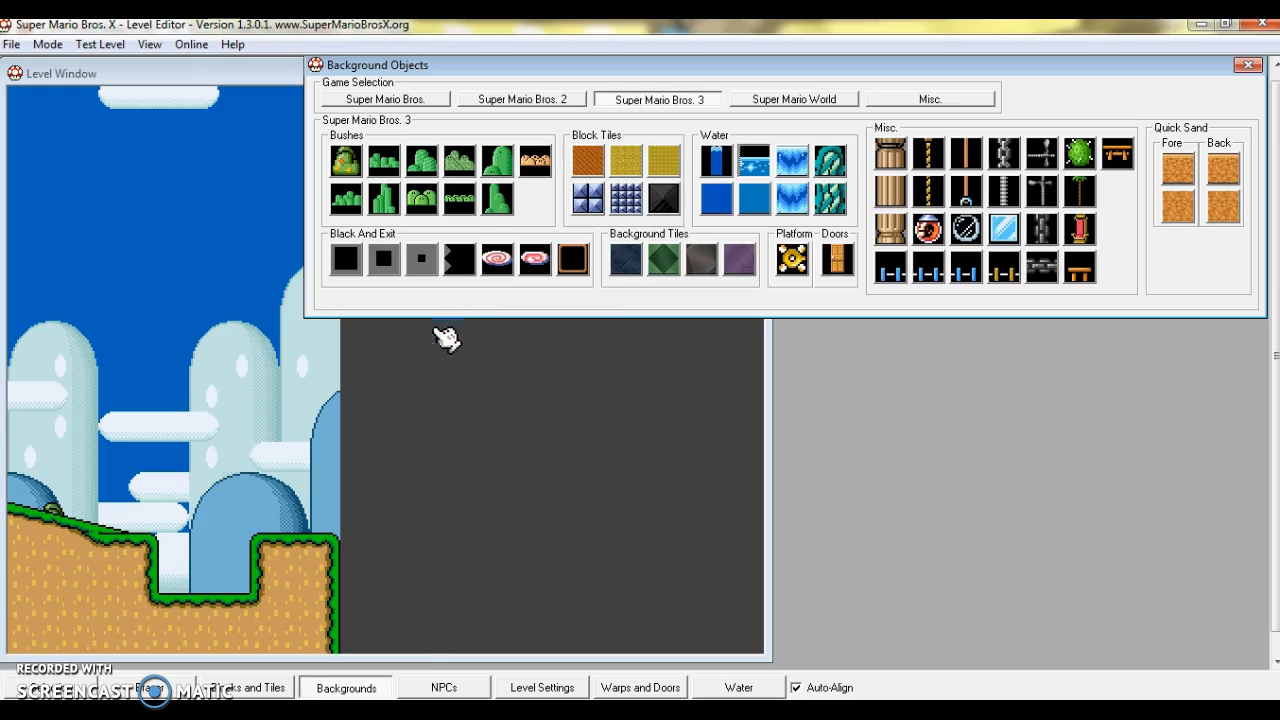 Super Mario Bros. X - Level Editor - Version 1.3.0.1. www.SuperMarioBrosX.org
File Mode Test Level View Online Help
Level Window
Background Objects
Game Selection
Super Mario Bros. Super Mario Bros. 2 Super Mario Bros. 3 Super Mario World Misc.
Super Mario Bros. 3
Bushes Block Tiles Water Misc. Quick Sand
Fore Back
Black And Exit Background Tiles Platform Doors
RECORDED WITH
SCREENCAST MATIC
Backgrounds NPCs Level Settings Warps and Doors Water Auto-Align